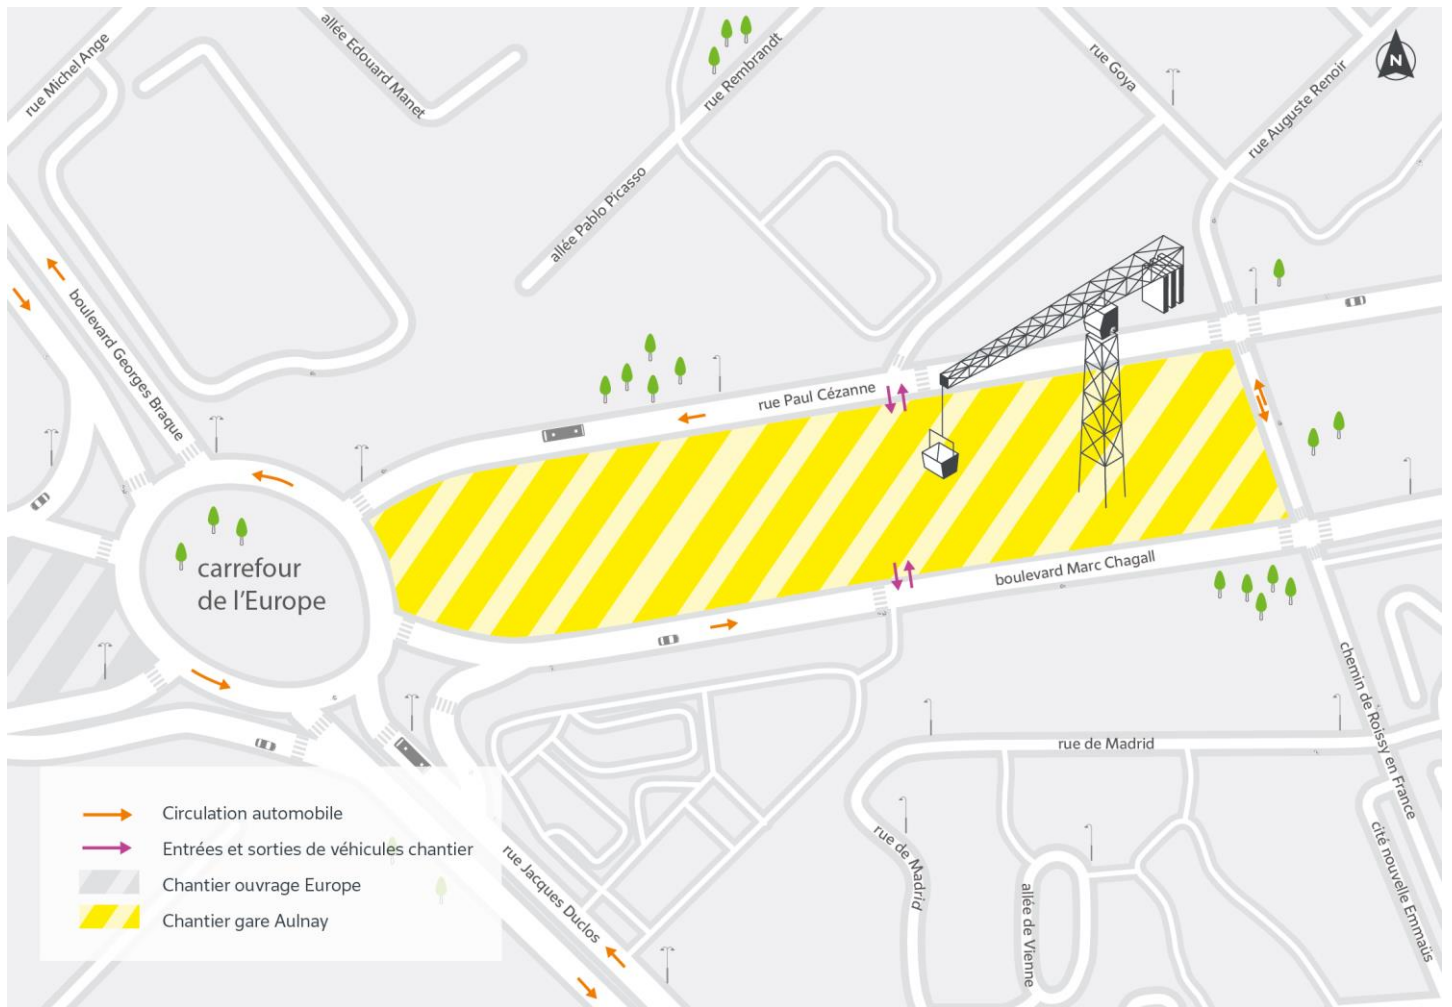 rue Michel Ange
allée Edouard Manet
rue Rembrandt
rue Goya
rue Auguste Renoir
N
allée Pablo Picasso
boulevard Georges Braque
rue Paul Cézanne
carrefour
de l'Europe
boulevard Marc Chagall
chemin de Roissy en France
rue de Madrid
rue de Madrid
allée de Vienne
cité nouvelle Emmaüs
rue Jacques Duclos
Circulation automobile
Entrées et sorties de véhicules chantier
Chantier ouvrage Europe
Chantier gare Aulnay